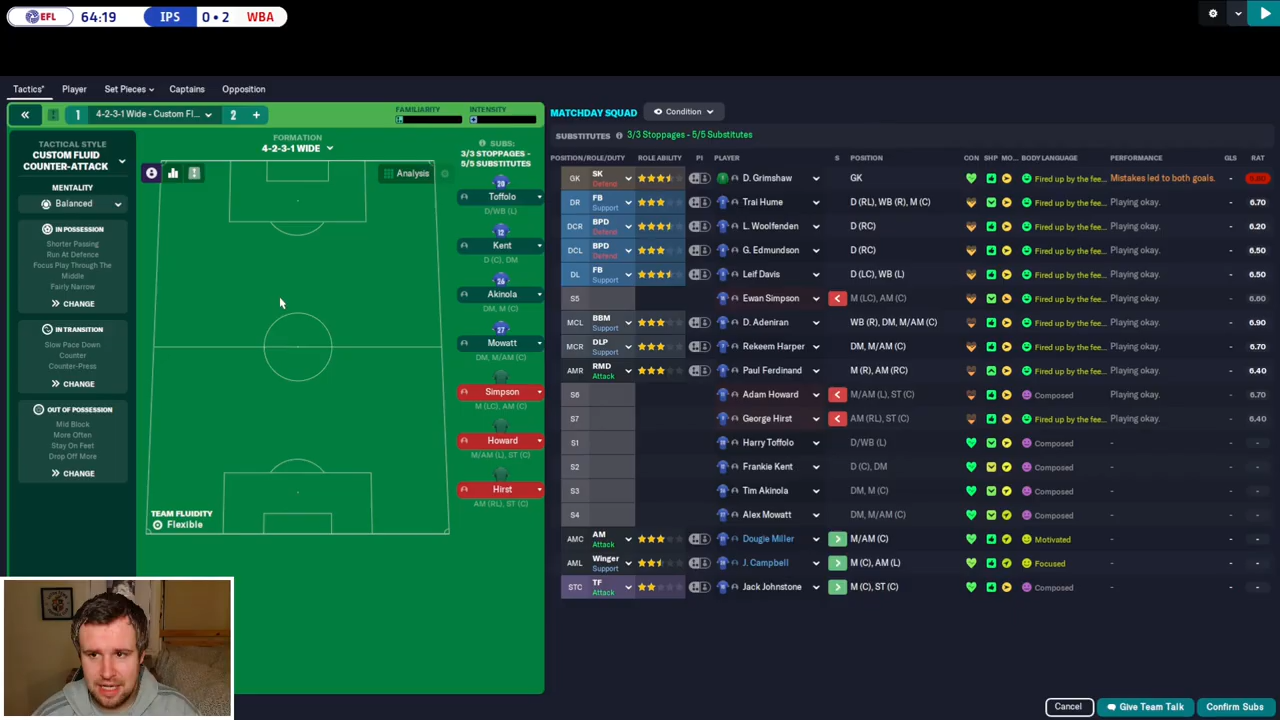 EFL 64:19 IPS 0 • 2 WBA
Tactics* Player Set Pieces Captains Opposition
1 4-2-3-1 Wide - Custom Fl... 2 +
FAMILIARITY INTENSITY
TACTICAL STYLE
CUSTOM FLUID
COUNTER-ATTACK
MENTALITY
Balanced
IN POSSESSION
Shorter Passing
Run At Defence
Focus Play Through The
Middle
Fairly Narrow
CHANGE
IN TRANSITION
Slow Pace Down
Counter
Counter-Press
CHANGE
OUT OF POSSESSION
Mid Block
More Often
Stay On Feet
Drop Off More
CHANGE
FORMATION
4-2-3-1 WIDE
Analysis
TEAM FLUIDITY
Flexible
SUBS:
3/3 STOPPAGES -
5/5 SUBSTITUTES
20
Toffolo
D/WB (L)
12
Kent
D (C), DM
26
Akinola
DM, M (C)
27
Mowatt
DM, M/AM (C)
Simpson
M (LC), AM (C)
Howard
M/AM (L), ST (C)
Hirst
AM (RL), ST (C)
MATCHDAY SQUAD Condition
SUBSTITUTES 3/3 Stoppages - 5/5 Substitutes
POSITION/ROLE/DUTY ROLE ABILITY PI PLAYER S POSITION CON SHP MO... BODY LANGUAGE PERFORMANCE GLS RAT
GK SK Defend D. Grimshaw GK Fired up by the fee... Mistakes led to both goals. - 5.80
DR FB Support Trai Hume D (RL), WB (R), M (C) Fired up by the fee... Playing okay. - 6.70
DCR BPD Defend L. Woolfenden D (RC) Fired up by the fee... Playing okay. - 6.20
DCL BPD Defend G. Edmundson D (RC) Fired up by the fee... Playing okay. - 6.50
DL FB Support Leif Davis D (LC), WB (L) Fired up by the fee... Playing okay. - 6.50
S5 Ewan Simpson M (LC), AM (C) Fired up by the fee... Playing okay. - 6.60
MCL BBM Support D. Adeniran WB (R), DM, M/AM (C) Fired up by the fee... Playing okay. - 6.90
MCR DLP Support Rekeem Harper DM, M/AM (C) Fired up by the fee... Playing okay. - 6.70
AMR RMD Attack Paul Ferdinand M (R), AM (RC) Fired up by the fee... Playing okay. - 6.40
S6 Adam Howard M/AM (L), ST (C) Composed Playing okay. - 6.70
S7 George Hirst AM (RL), ST (C) Fired up by the fee... Playing okay. - 6.40
S1 Harry Toffolo D/WB (L) Composed - - -
S2 Frankie Kent D (C), DM Composed - - -
S3 Tim Akinola DM, M (C) Composed - - -
S4 Alex Mowatt DM, M/AM (C) Composed - - -
AMC AM Attack Dougie Miller M/AM (C) Motivated - - -
AML Winger Support J. Campbell M (C), AM (L) Focused - - -
STC TF Attack Jack Johnstone M (C), ST (C) Composed - - -
Cancel Give Team Talk Confirm Subs